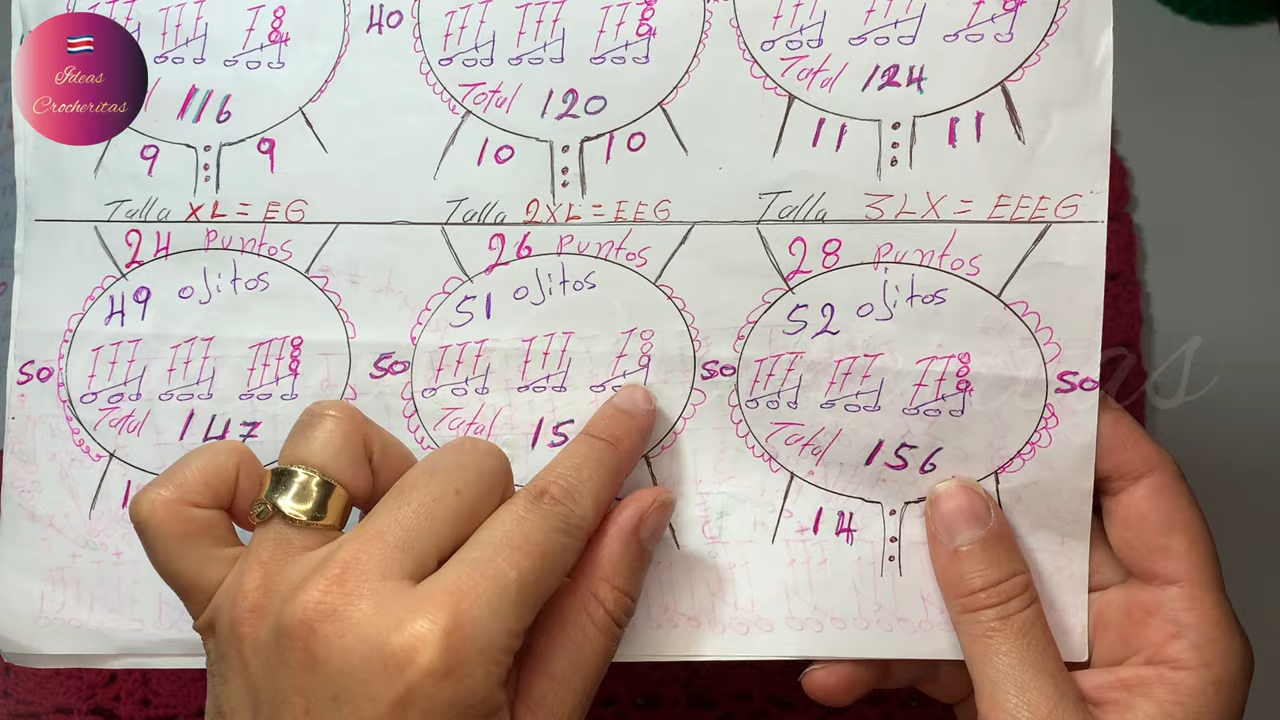 Ideas
Crocheritas
40
Total 120
Total 124
116
9 9
10 10
11 11
Talla XL = EG
Talla 2XL = EEG
Talla 3LX = EEEG
24 Puntos
49 ojitos
50
Total 147
26 Puntos
51 ojitos
50
Total 15
28 Puntos
52 ojitos
50
50
Total 156
14